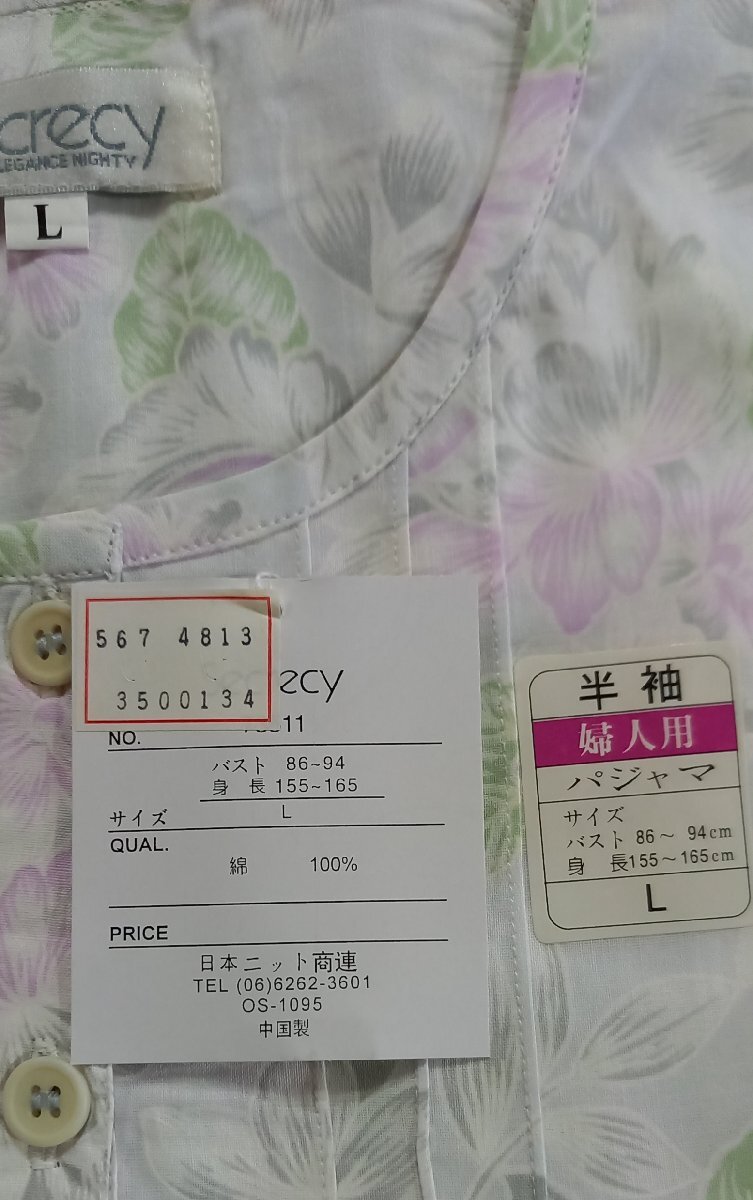 crecy
LEGANCE NIGHTY
L
567 4813
3500134
ecy
NO. 11
バスト 86~94
身 長 155~165
サイズ L
QUAL.
綿 100%
PRICE
日本ニット商連
TEL (06)6262-3601
OS-1095
中国製
半袖
婦人用
パジャマ
サイズ
バスト 86～94cm
身 長155～165cm
L